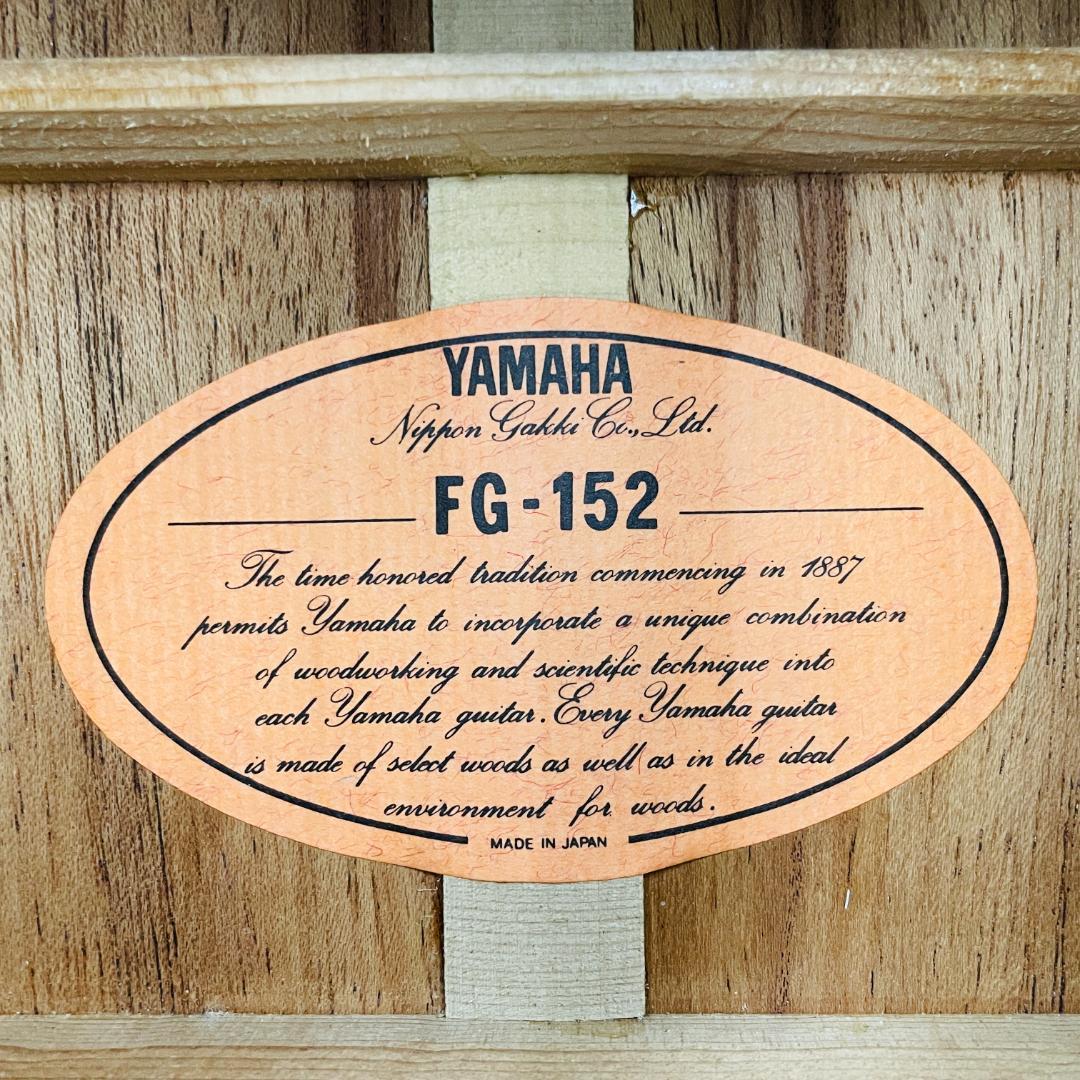 YAMAHA
Nippon Gakki Co., Ltd.
FG-152
The time honored tradition commencing in 1887
permits Yamaha to incorporate a unique combination
of woodworking and scientific technique into
each Yamaha guitar. Every Yamaha guitar
is made of select woods as well as in the ideal
environment for woods.
MADE IN JAPAN